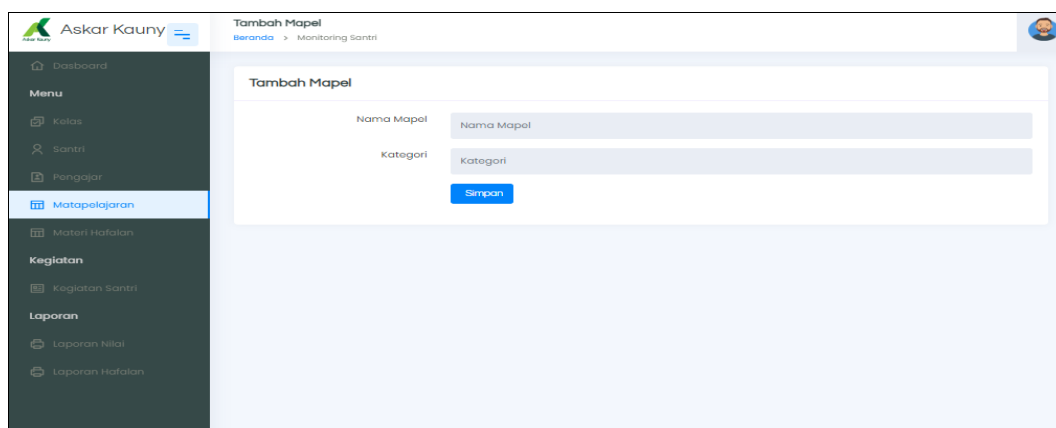 Askar Kauny
Askar Kauny
Tambah Mapel
Beranda > Monitoring Santri
Dasboard
Menu
Kelas
Santri
Pengajar
Matapelajaran
Materi Hafalan
Kegiatan
Kegiatan Santri
Laporan
Laporan Nilai
Laporan Hafalan
Tambah Mapel
Nama Mapel Nama Mapel
Kategori Kategori
Simpan